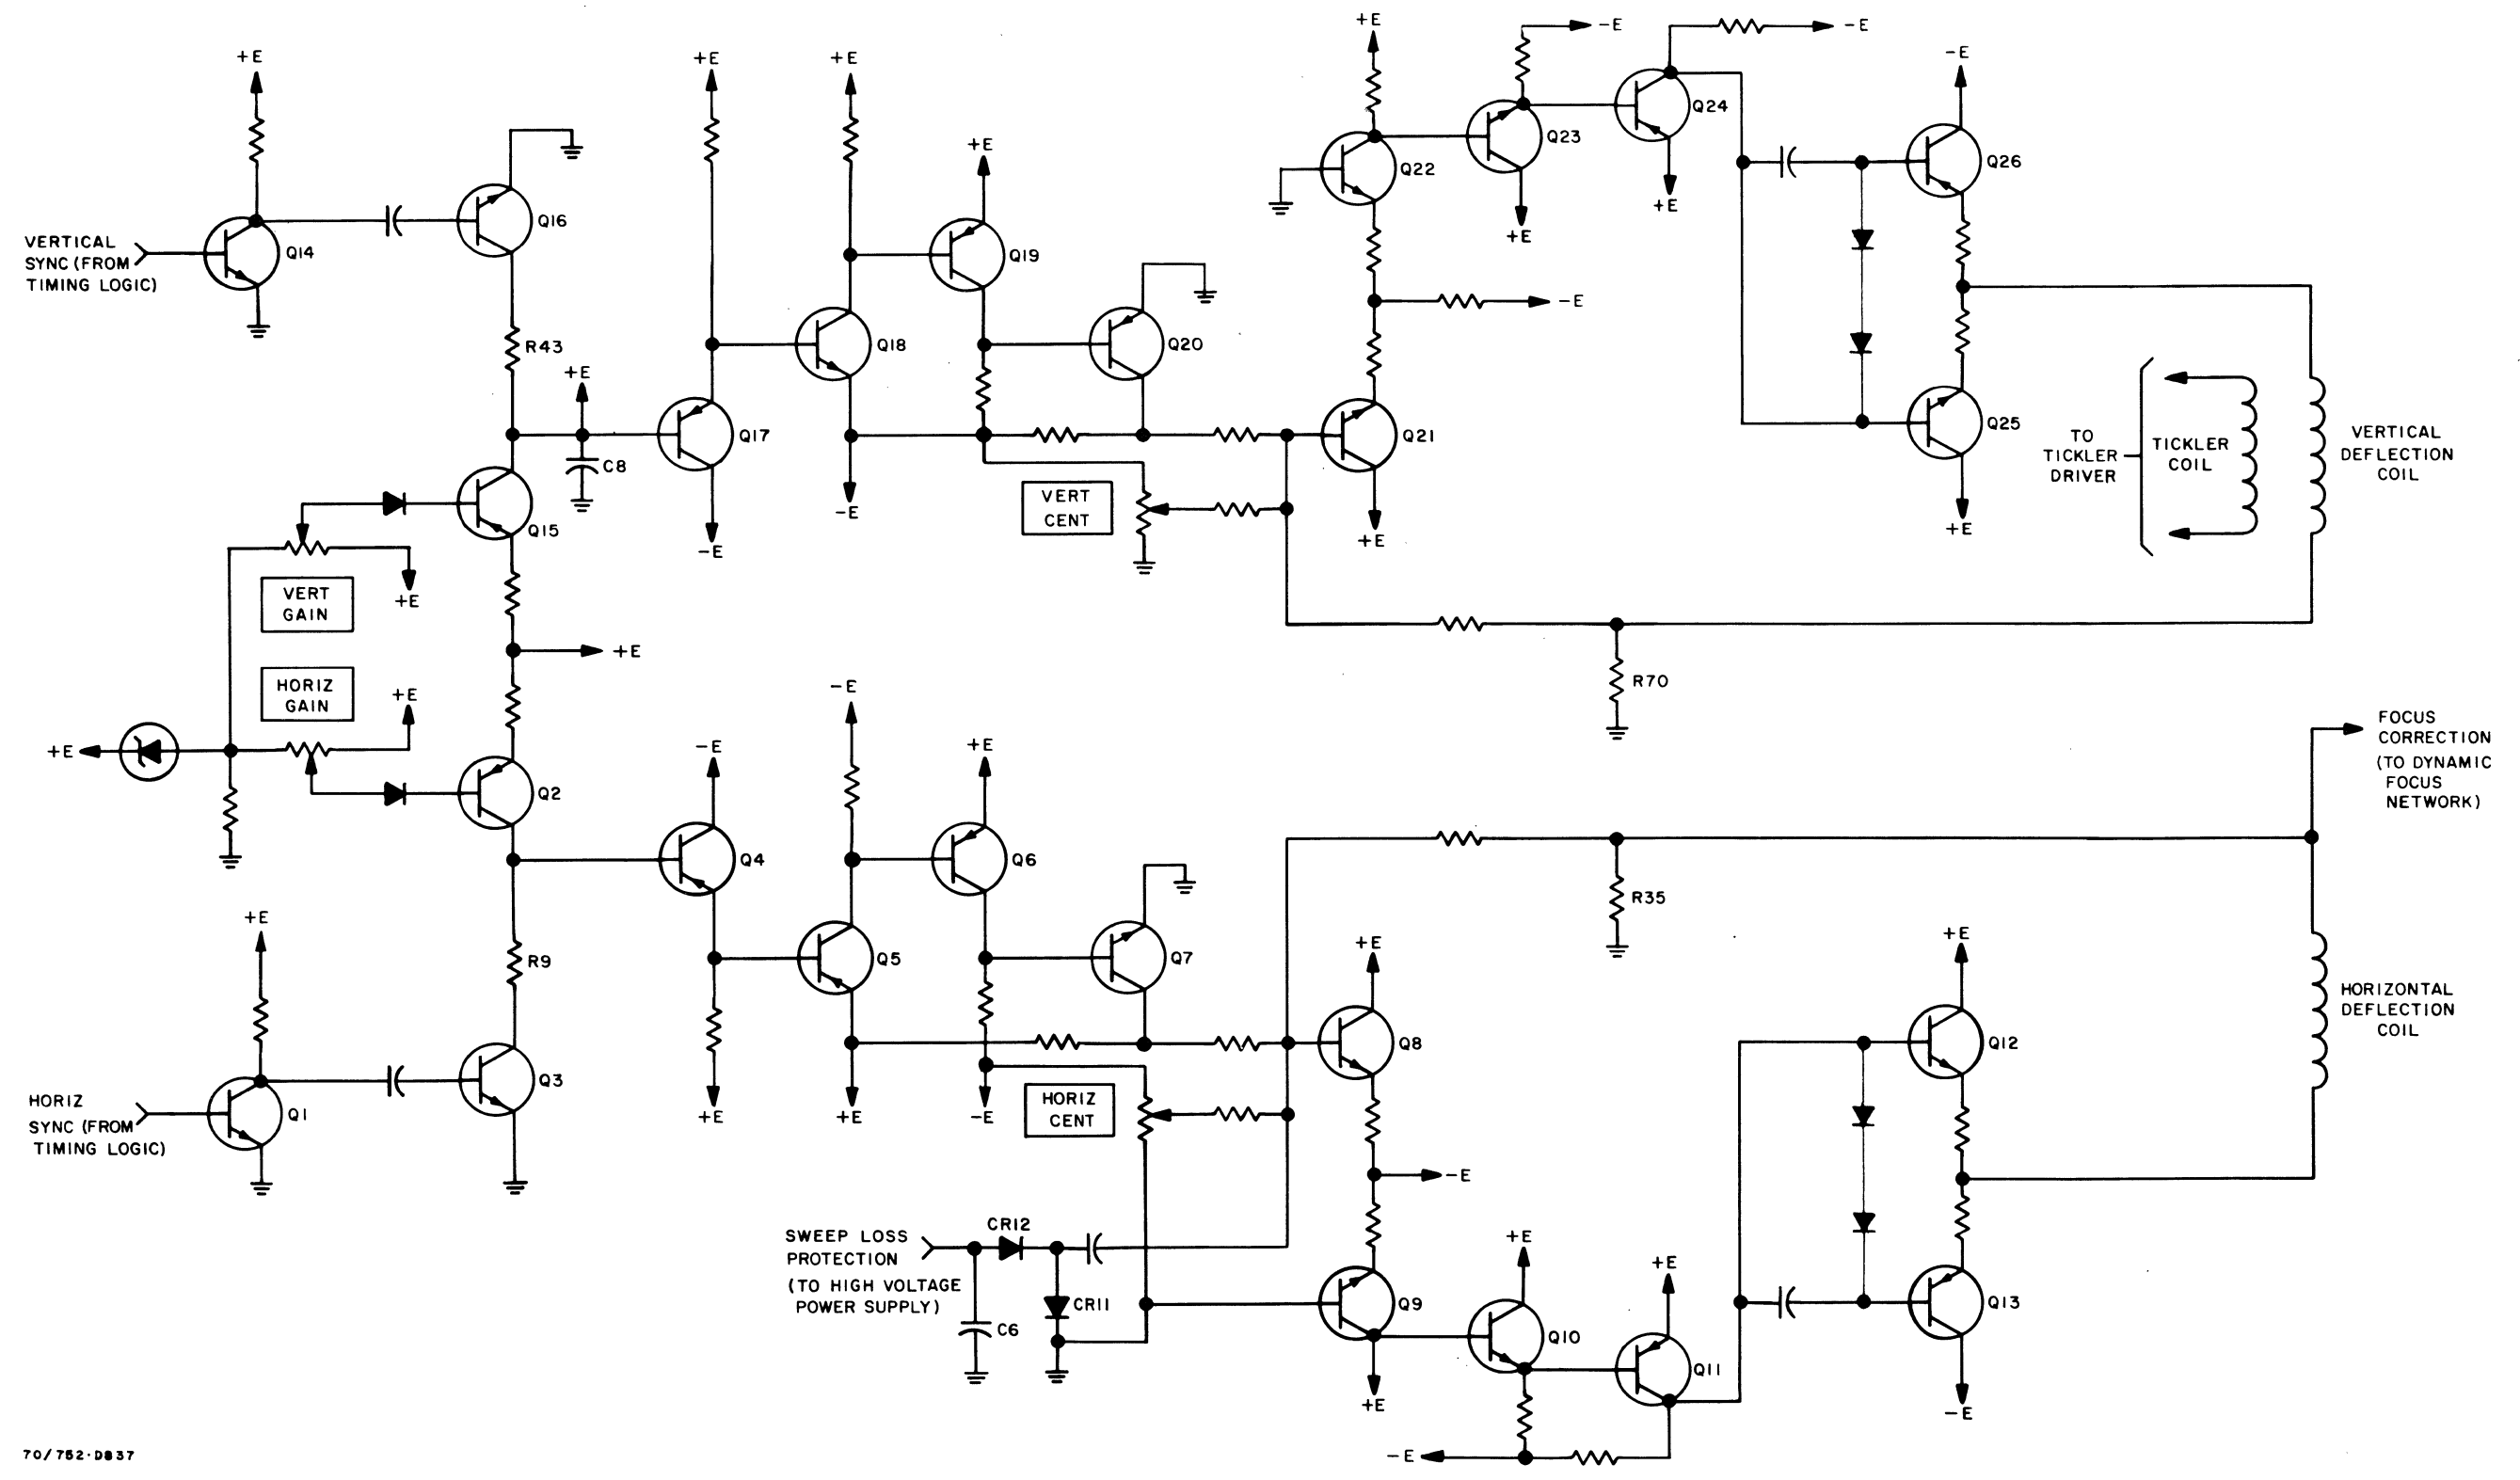 +E
+E
+E
+E
-E
-E
-E
VERTICAL
SYNC (FROM
TIMING LOGIC)
Q14
Q16
R43
+E
Q17
C8
Q15
-E
Q18
-E
+E
Q19
Q20
VERT
CENT
Q22
Q23
+E
Q24
+E
Q26
-E
Q21
+E
Q25
+E
TO
TICKLER
DRIVER
TICKLER
COIL
VERTICAL
DEFLECTION
COIL
VERT
GAIN
+E
+E
HORIZ
GAIN
+E
+E
Q2
R70
FOCUS
CORRECTION
(TO DYNAMIC
FOCUS
NETWORK)
-E
-E
+E
Q4
Q5
Q6
Q7
R35
+E
R9
HORIZ
SYNC (FROM
TIMING LOGIC)
Q1
Q3
+E
+E
-E
HORIZ
CENT
+E
Q8
-E
+E
Q12
HORIZONTAL
DEFLECTION
COIL
SWEEP LOSS
PROTECTION
(TO HIGH VOLTAGE
POWER SUPPLY)
CR12
CR11
C6
Q9
+E
+E
Q10
+E
Q11
Q13
-E
-E
70/752-D837